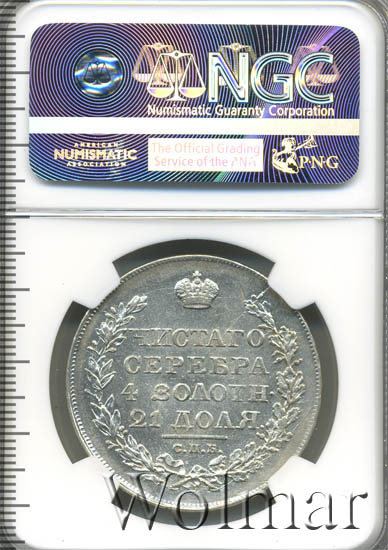 NGC
Numismatic Guaranty Corporation
AMERICAN
NUMISMATIC
ASSOCIATION
The Official Grading
Service of the PNG
PNG
ЧИСТАГО
СЕРЕБРА
4 ЗОЛОТН.
21 ДОЛЯ.
С.П.Б.
Wolmar